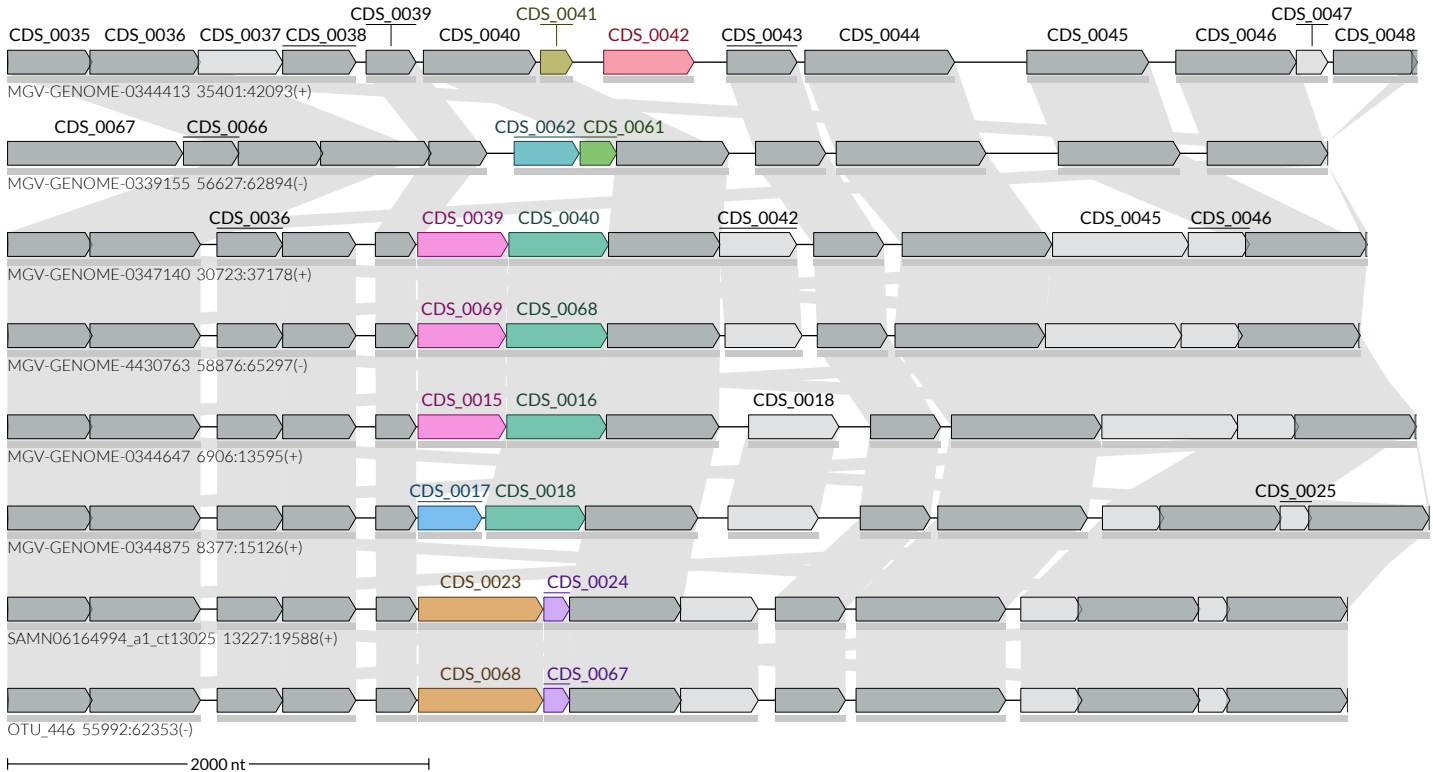 CDS_0035 CDS_0036 CDS_0037 CDS_0038 CDS_0039 CDS_0040 CDS_0041 CDS_0042 CDS_0043 CDS_0044 CDS_0045 CDS_0046 CDS_0047 CDS_0048
MGV-GENOME-0344413 35401:42093(+)
CDS_0067 CDS_0066 CDS_0062 CDS_0061
MGV-GENOME-0339155 56627:62894(-)
CDS_0036 CDS_0039 CDS_0040 CDS_0042 CDS_0045 CDS_0046
MGV-GENOME-0347140 30723:37178(+)
CDS_0069 CDS_0068
MGV-GENOME-4430763 58876:65297(-)
CDS_0015 CDS_0016 CDS_0018
MGV-GENOME-0344647 6906:13595(+)
CDS_0017 CDS_0018 CDS_0025
MGV-GENOME-0344875 8377:15126(+)
CDS_0023 CDS_0024
SAMN06164994_a1_ct13025 13227:19588(+)
CDS_0068 CDS_0067
OTU_446 55992:62353(-)
2000 nt